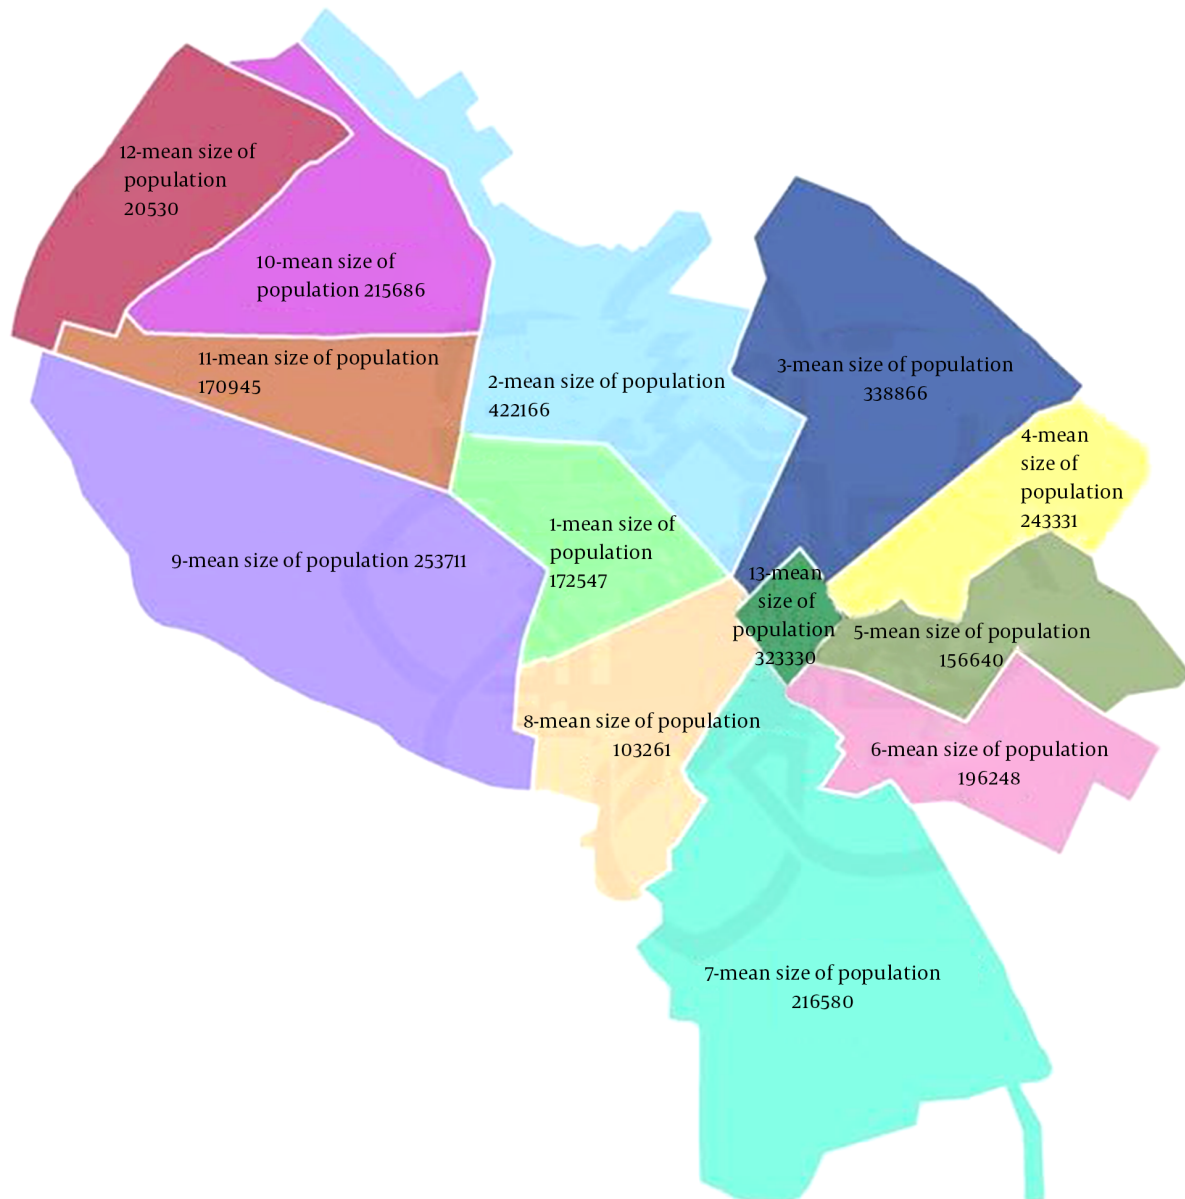 12-mean size of
population
20530
10-mean size of
population 215686
11-mean size of population
170945
2-mean size of population
422166
3-mean size of population
338866
4-mean
size of
population
243331
1-mean size of
population
172547
9-mean size of population 253711
13-mean
size of
population
323330
5-mean size of population
156640
8-mean size of population
103261
6-mean size of population
196248
7-mean size of population
216580